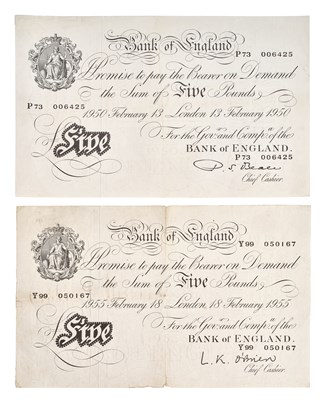 Bank of England
P73 006425
I Promise to pay the Bearer on Demand
the Sum of Five Pounds
P73 006425
1950 February 13 London 13 February 1950
For the Govr and Compa of the
BANK OF ENGLAND.
P73 006425
Five
P. S. Beale
Chief Cashier.
Bank of England
Y99 050167
I Promise to pay the Bearer on Demand
the Sum of Five Pounds
Y99 050167
1955 February 18 London, 18 February 1955
For the Govr and Compa of the
BANK OF ENGLAND.
Y99 050167
Five
L. K. O'Brien
Chief Cashier.